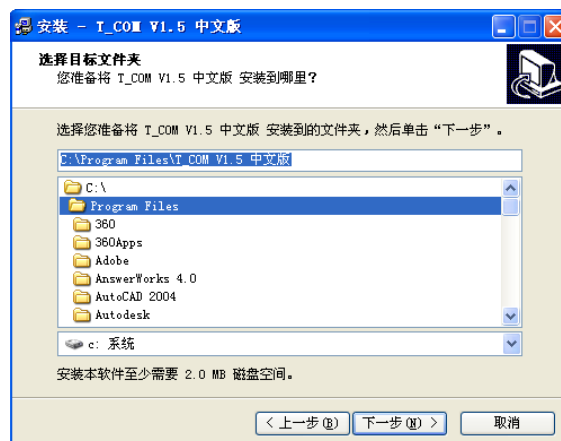 安装 - T_COM V1.5 中文版
选择目标文件夹
您准备将 T_COM V1.5 中文版 安装到哪里？
选择您准备将 T_COM V1.5 中文版 安装到的文件夹，然后单击“下一步”。
C:\Program Files\T_COM V1.5 中文版
C:\
Program Files
360
360Apps
Adobe
AnswerWorks 4.0
AutoCAD 2004
Autodesk
c: 系统
安装本软件至少需要 2.0 MB 磁盘空间。
< 上一步(B) 下一步(N) > 取消